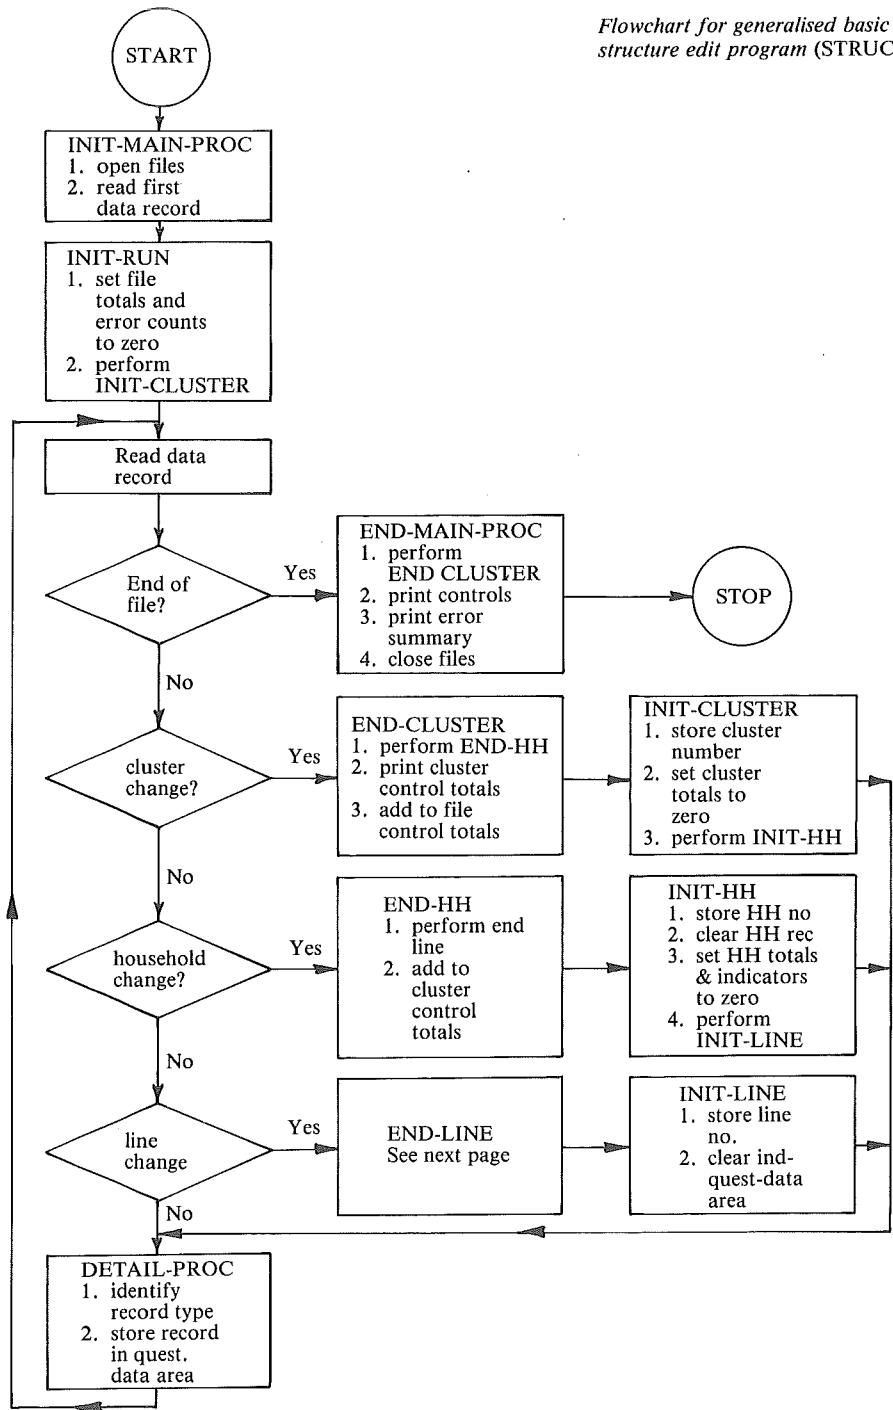 Flowchart for generalised basic
structure edit program (STRUC
START
INIT-MAIN-PROC
1. open files
2. read first
data record
INIT-RUN
1. set file
totals and
error counts
to zero
2. perform
INIT-CLUSTER
Read data
record
End of
file?
Yes
END-MAIN-PROC
1. perform
END CLUSTER
2. print controls
3. print error
summary
4. close files
STOP
No
cluster
change?
Yes
END-CLUSTER
1. perform END-HH
2. print cluster
control totals
3. add to file
control totals
INIT-CLUSTER
1. store cluster
number
2. set cluster
totals to
zero
3. perform INIT-HH
No
household
change?
Yes
END-HH
1. perform end
line
2. add to
cluster
control
totals
INIT-HH
1. store HH no
2. clear HH rec
3. set HH totals
& indicators
to zero
4. perform
INIT-LINE
No
line
change
Yes
END-LINE
See next page
INIT-LINE
1. store line
no.
2. clear ind-
quest-data
area
No
DETAIL-PROC
1. identify
record type
2. store record
in quest.
data area